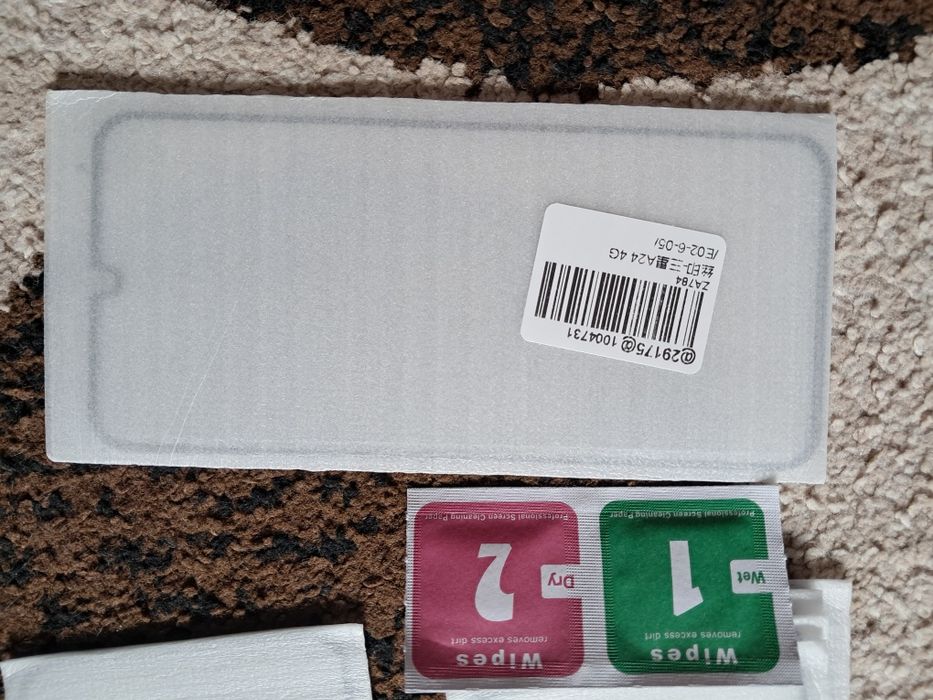 @29175@ 1004731
ZA784
丝印-三星A24 4G
/E02-6-05/
Wipes
removes excess dirt
Wet
1
Professional Screen Cleaning Paper
Wipes
removes excess dirt
Dry
2
Professional Screen Cleaning Paper